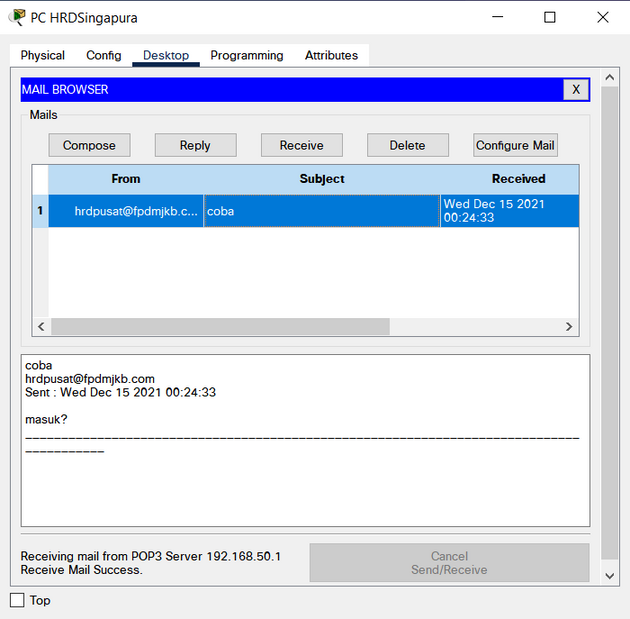 PC HRDSingapura
Physical Config Desktop Programming Attributes
MAIL BROWSER X
Mails
Compose Reply Receive Delete Configure Mail
From Subject Received
1 hrdpusat@fpdmjkb.c... coba Wed Dec 15 2021
00:24:33
coba
hrdpusat@fpdmjkb.com
Sent : Wed Dec 15 2021 00:24:33
masuk?
Receiving mail from POP3 Server 192.168.50.1
Receive Mail Success.
Cancel
Send/Receive
Top